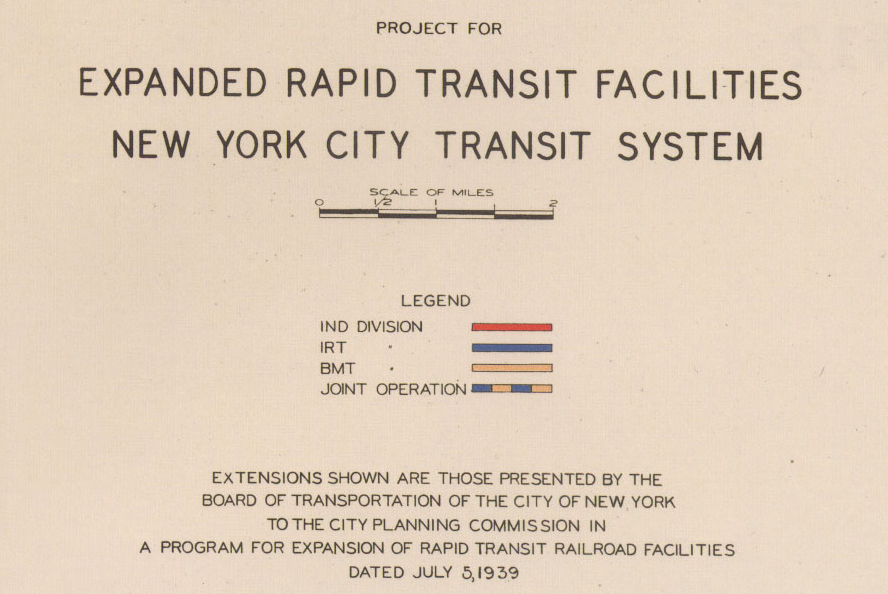 PROJECT FOR
EXPANDED RAPID TRANSIT FACILITIES
NEW YORK CITY TRANSIT SYSTEM
SCALE OF MILES
0 1/2 1 2
LEGEND
IND DIVISION
IRT "
BMT "
JOINT OPERATION
EXTENSIONS SHOWN ARE THOSE PRESENTED BY THE
BOARD OF TRANSPORTATION OF THE CITY OF NEW YORK
TO THE CITY PLANNING COMMISSION IN
A PROGRAM FOR EXPANSION OF RAPID TRANSIT RAILROAD FACILITIES
DATED JULY 5, 1939